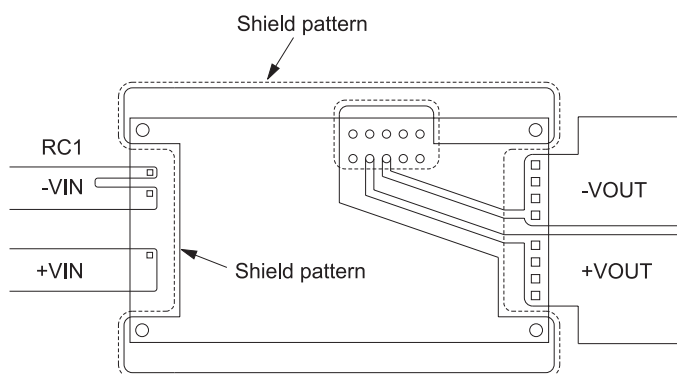 Shield pattern
RC1
-VIN
-VOUT
+VIN
Shield pattern
+VOUT